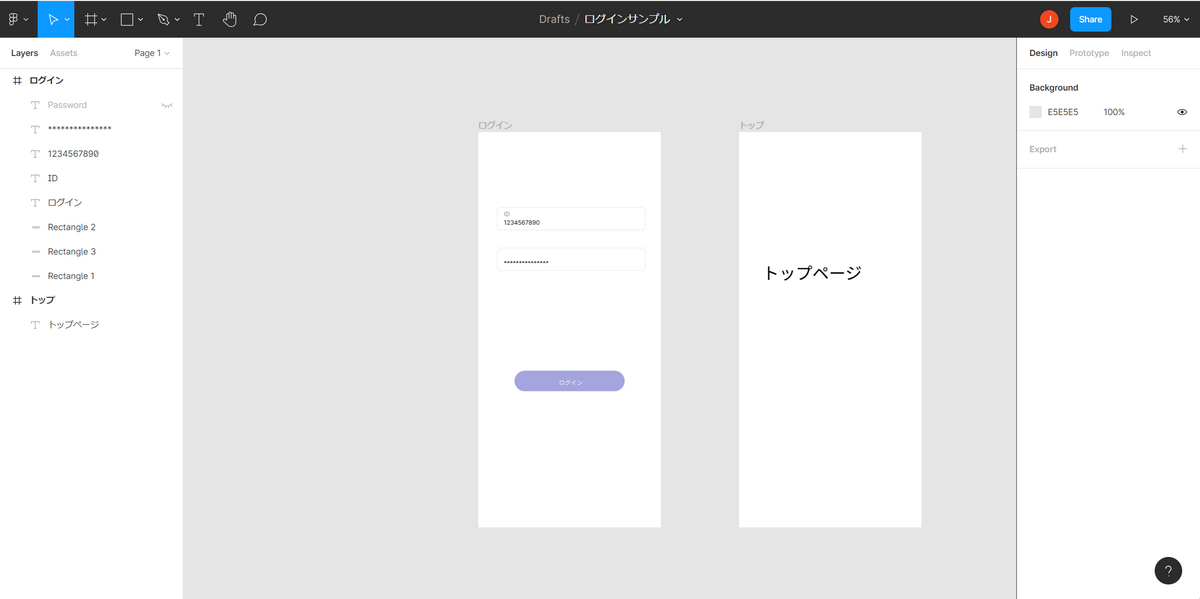 Drafts / ログインサンプル
J
Share
56%
Layers
Assets
Page 1
ログイン
Password
***************
1234567890
ID
ログイン
Rectangle 2
Rectangle 3
Rectangle 1
トップ
トップページ
ログイン
ID
1234567890
***************
ログイン
トップ
トップページ
Design
Prototype
Inspect
Background
E5E5E5
100%
Export
?